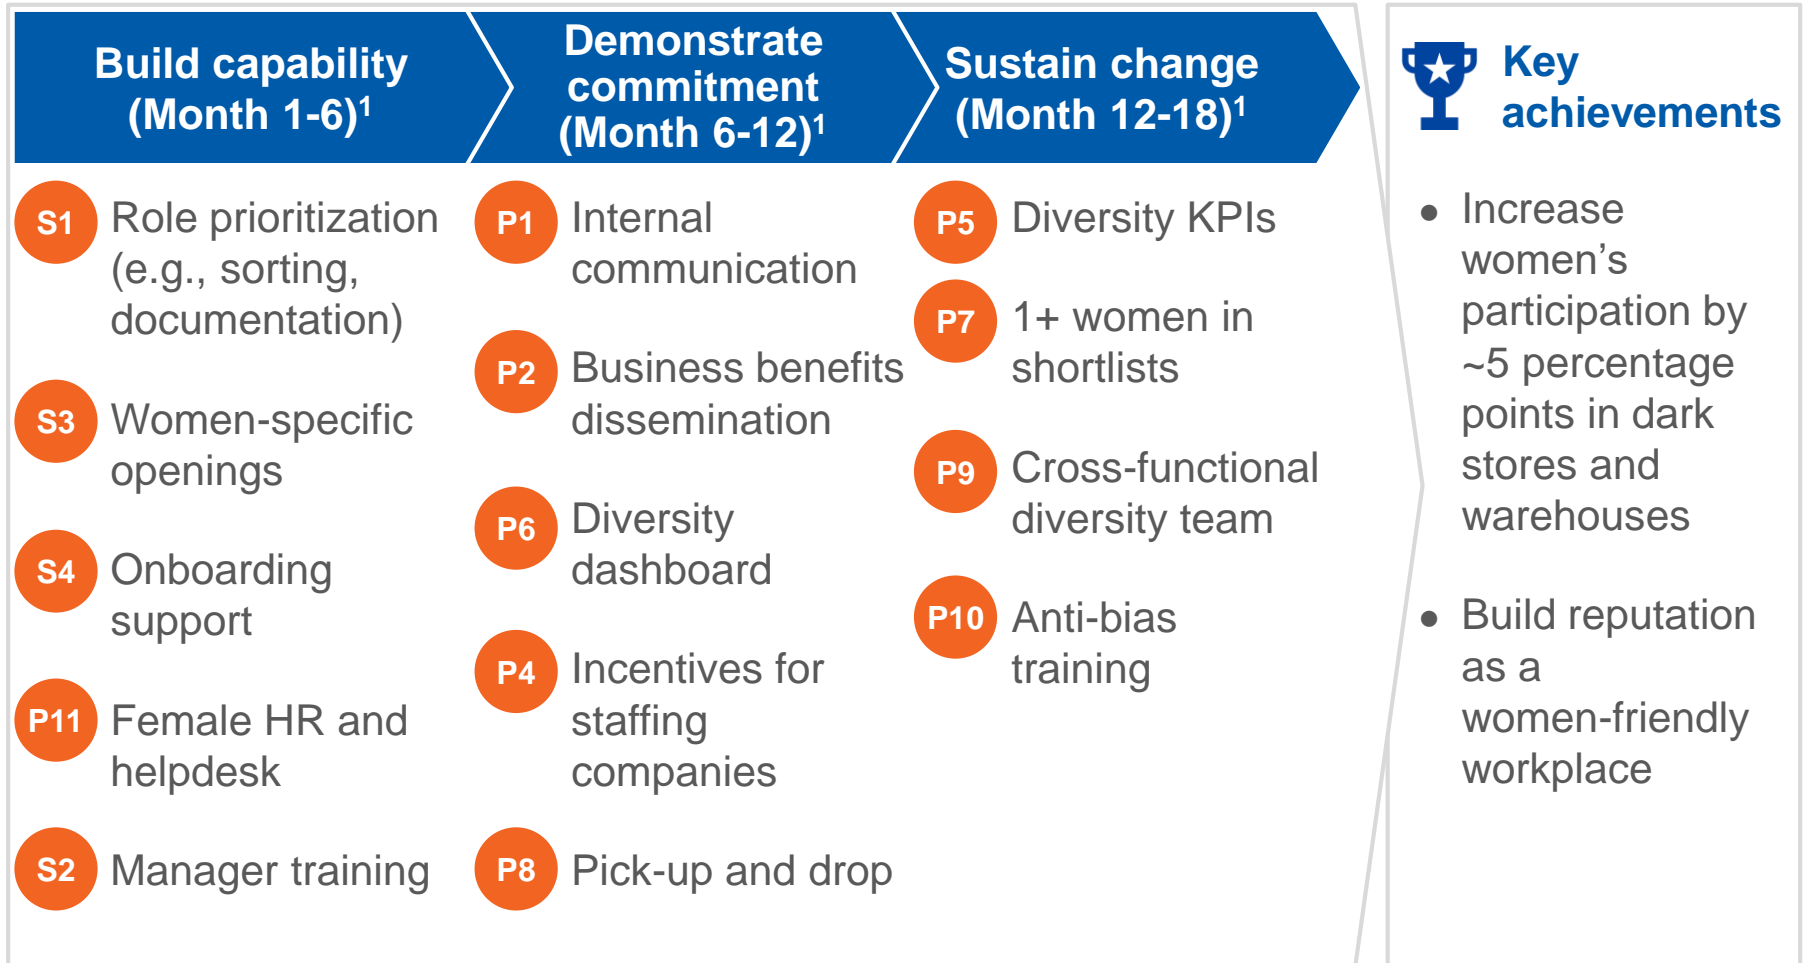 Build capability
(Month 1-6)1
Demonstrate
commitment
(Month 6-12)1
Sustain change
(Month 12-18)1
Key
achievements
S1 Role prioritization
(e.g., sorting,
documentation)
S3 Women-specific
openings
S4 Onboarding
support
P11 Female HR and
helpdesk
S2 Manager training
P1 Internal
communication
P2 Business benefits
dissemination
P6 Diversity
dashboard
P4 Incentives for
staffing
companies
P8 Pick-up and drop
P5 Diversity KPIs
P7 1+ women in
shortlists
P9 Cross-functional
diversity team
P10 Anti-bias
training
● Increase
women’s
participation by
~5 percentage
points in dark
stores and
warehouses
● Build reputation
as a
women-friendly
workplace